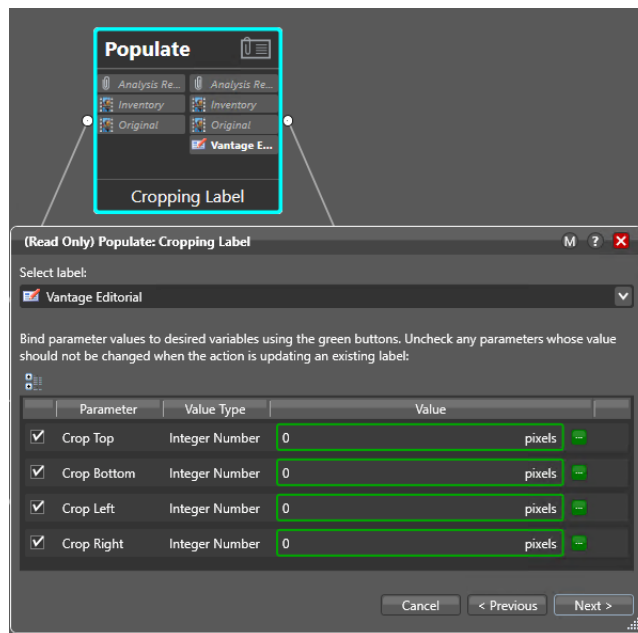 Populate
Analysis Re... Analysis Re...
Inventory Inventory
Original Original
Vantage E...
Cropping Label
(Read Only) Populate: Cropping Label M ? X
Select label:
Vantage Editorial
Bind parameter values to desired variables using the green buttons. Uncheck any parameters whose value
should not be changed when the action is updating an existing label:
Parameter Value Type Value
Crop Top Integer Number 0 pixels ...
Crop Bottom Integer Number 0 pixels ...
Crop Left Integer Number 0 pixels ...
Crop Right Integer Number 0 pixels ...
Cancel < Previous Next >